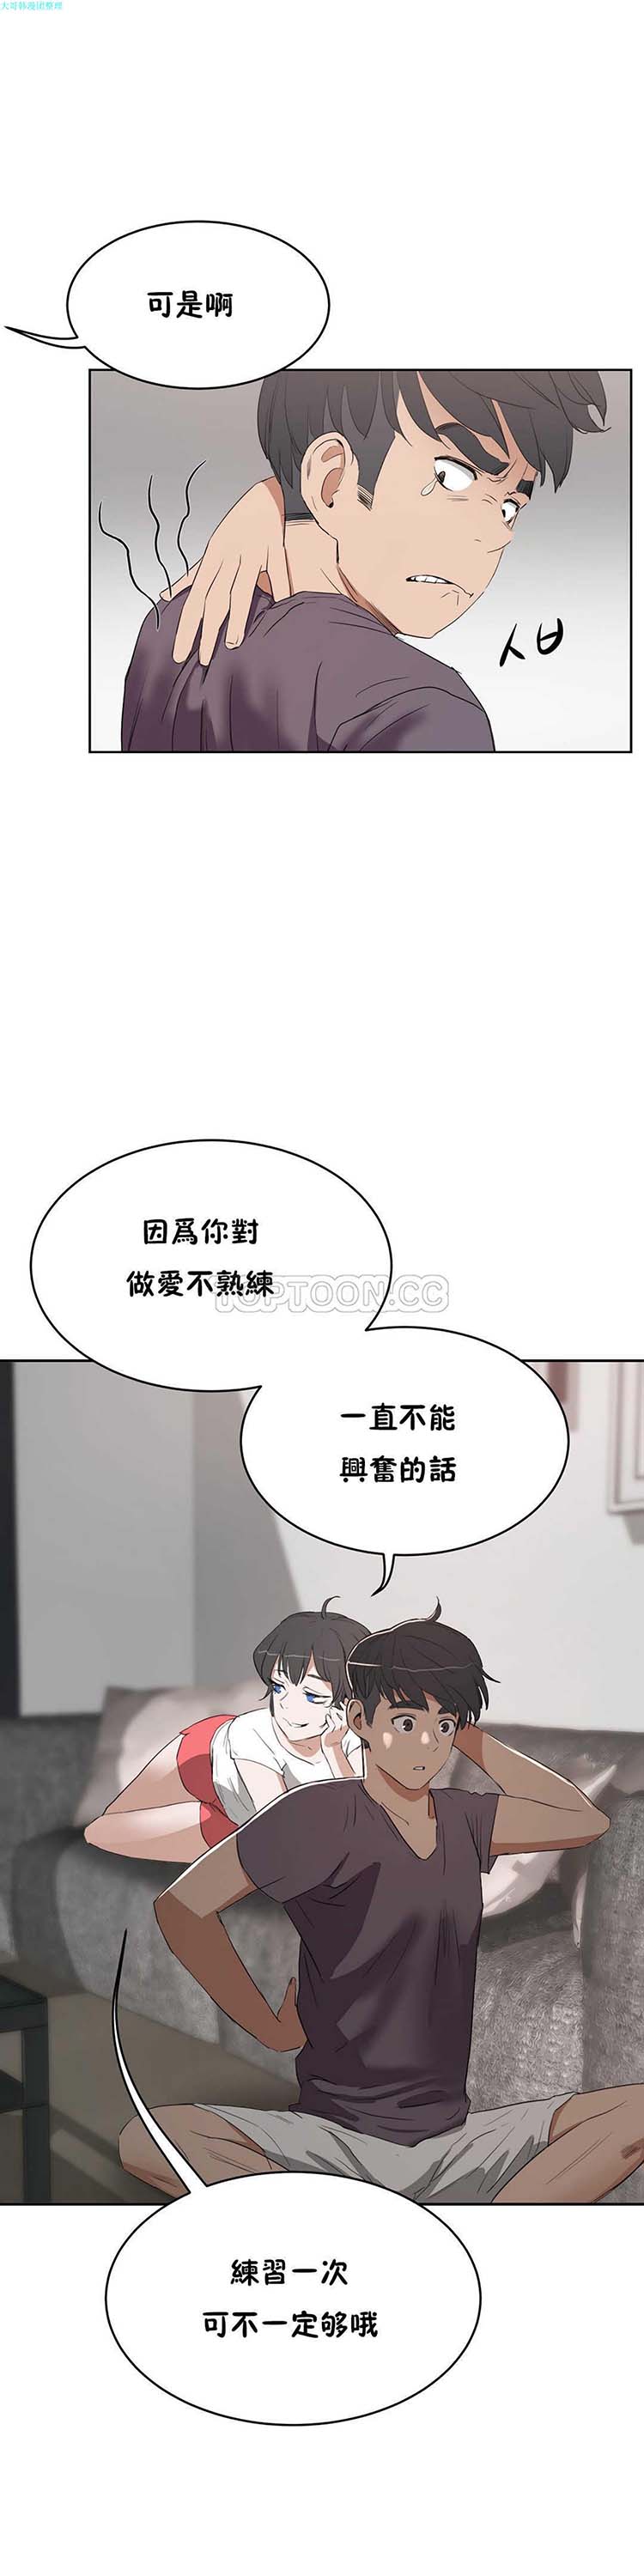 大哥韩漫团整理
可是啊
因爲你對
做愛不熟練
TOPTOON.CC
一直不能
興奮的話
練習一次
可不一定够哦